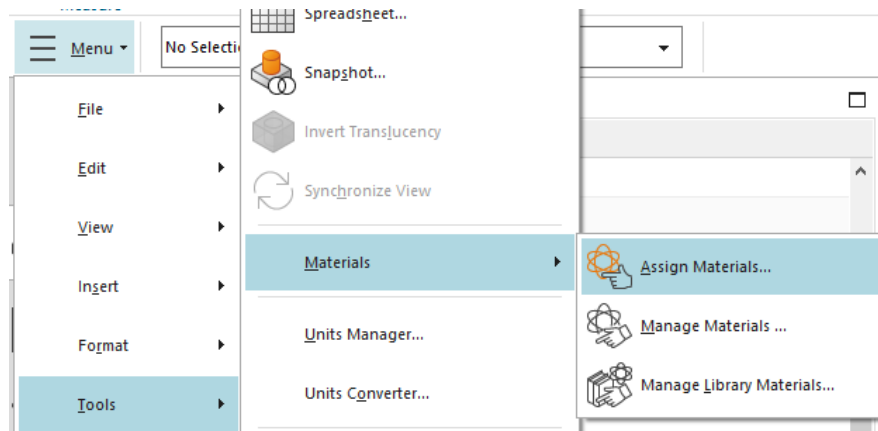 Menu
No Selecti
File
Edit
View
Insert
Format
Tools
Spreadsheet...
Snapshot...
Invert Translucency
Synchronize View
Materials
Units Manager...
Units Converter...
Assign Materials...
Manage Materials ...
Manage Library Materials...